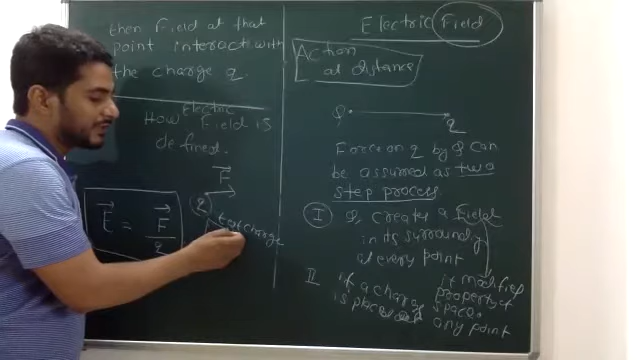 Electric Field
Action
at distance
Q q
Force on q by Q can
be assumed as two
step process.
I Q creates a Field
in its surrounding
at every point
it modifies
property of
space.
II if a charge
is placed at
any point
then Field at that
point interacts with
the charge q.
How Electric Field is
defined.
E = F
q
F
q
test charge